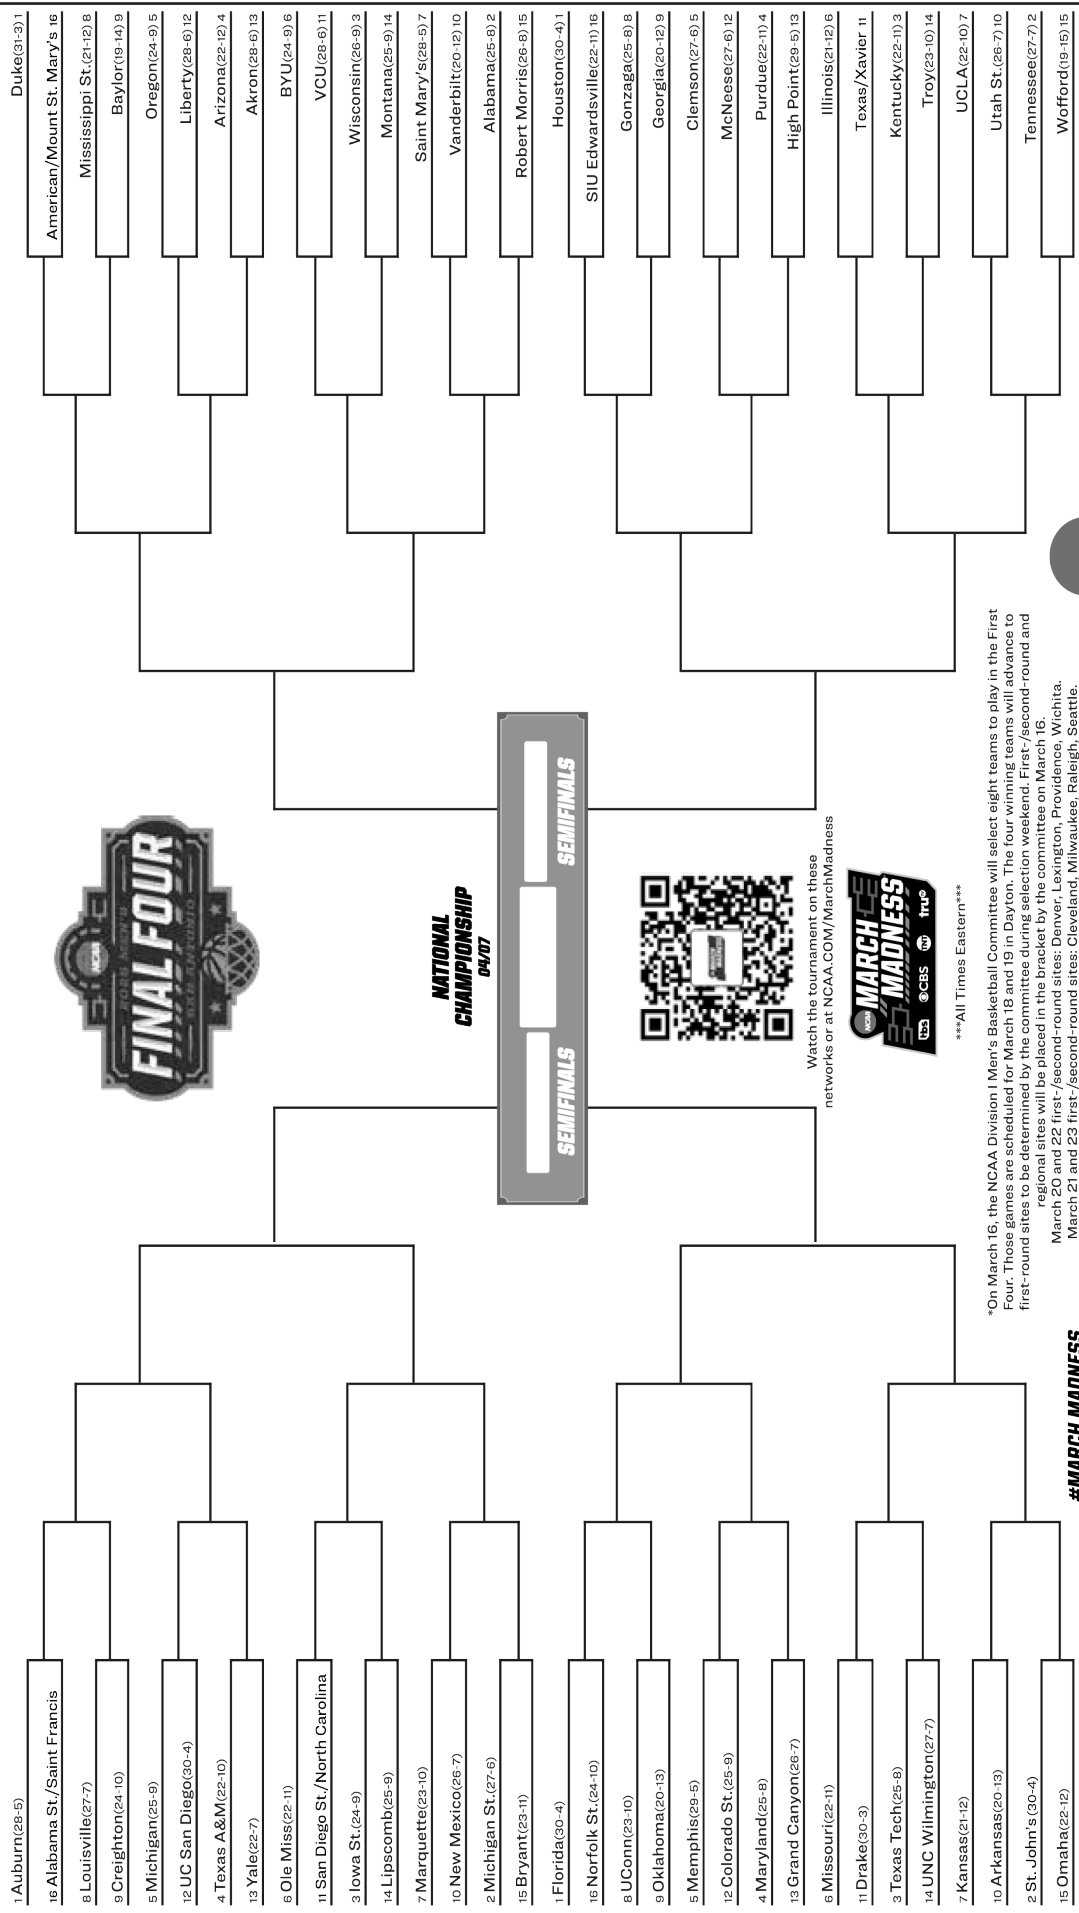 1 Auburn(28-5)
16 Alabama St./Saint Francis
8 Louisville(27-7)
9 Creighton(24-10)
5 Michigan(25-9)
12 UC San Diego(30-4)
4 Texas A&M(22-10)
13 Yale(22-7)
6 Ole Miss(22-11)
11 San Diego St./North Carolina
3 Iowa St.(24-9)
14 Lipscomb(25-9)
7 Marquette(23-10)
10 New Mexico(26-7)
2 Michigan St.(27-6)
15 Bryant(23-11)
1 Florida(30-4)
16 Norfolk St.(24-10)
8 UConn(23-10)
9 Oklahoma(20-13)
5 Memphis(29-5)
12 Colorado St.(25-9)
4 Maryland(25-8)
13 Grand Canyon(26-7)
6 Missouri(22-11)
11 Drake(30-3)
3 Texas Tech(25-8)
14 UNC Wilmington(27-7)
7 Kansas(21-12)
10 Arkansas(20-13)
2 St. John's(30-4)
15 Omaha(22-12)
NCAA
FINAL FOUR
SAN ANTONIO
NATIONAL
CHAMPIONSHIP
04/07
SEMIFINALS
SEMIFINALS
Watch the tournament on these
networks or at NCAA.COM/MarchMadness
NCAA
MARCH
MADNESS
tbs CBS TNT tru
***All Times Eastern***
*On March 16, the NCAA Division I Men's Basketball Committee will select eight teams to play in the First
Four. Those games are scheduled for March 18 and 19 in Dayton. The four winning teams will advance to
first-round sites to be determined by the committee during selection weekend. First-/second-round and
regional sites will be placed in the bracket by the committee on March 16.
March 20 and 22 first-/second-round sites: Denver, Lexington, Providence, Wichita.
March 21 and 23 first-/second-round sites: Cleveland, Milwaukee, Raleigh, Seattle.
#MARCH MADNESS
Duke(31-3) 1
American/Mount St. Mary's 16
Mississippi St.(21-12) 8
Baylor(19-14) 9
Oregon(24-9) 5
Liberty(28-6) 12
Arizona(22-12) 4
Akron(28-6) 13
BYU(24-9) 6
VCU(28-6) 11
Wisconsin(26-9) 3
Montana(25-9) 14
Saint Mary's(28-5) 7
Vanderbilt(20-12) 10
Alabama(25-8) 2
Robert Morris(26-8) 15
Houston(30-4) 1
SIU Edwardsville(22-11) 16
Gonzaga(25-8) 8
Georgia(20-12) 9
Clemson(27-6) 5
McNeese(27-6) 12
Purdue(22-11) 4
High Point(29-5) 13
Illinois(21-12) 6
Texas/Xavier 11
Kentucky(22-11) 3
Troy(23-10) 14
UCLA(22-10) 7
Utah St.(26-7) 10
Tennessee(27-7) 2
Wofford(19-15) 15